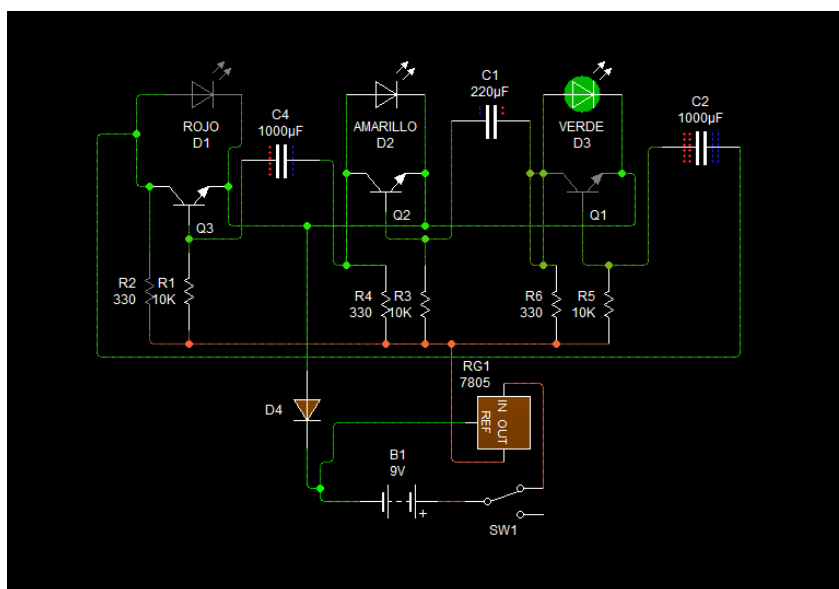 C1
220µF
C4
1000µF
C2
1000µF
ROJO
D1
AMARILLO
D2
VERDE
D3
Q3
Q2
Q1
R2
330
R1
10K
R4
330
R3
10K
R6
330
R5
10K
RG1
7805
IN OUT
REF
D4
B1
9V
+
SW1